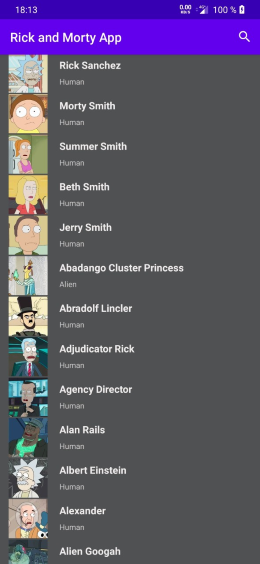 18:13
0.00
KB/s
4G
100 %
Rick and Morty App
Rick Sanchez
Human
Morty Smith
Human
Summer Smith
Human
Beth Smith
Human
Jerry Smith
Human
Abadango Cluster Princess
Alien
Abradolf Lincler
Human
Adjudicator Rick
Human
Agency Director
Human
Alan Rails
Human
Albert Einstein
Human
Alexander
Human
Alien Googah